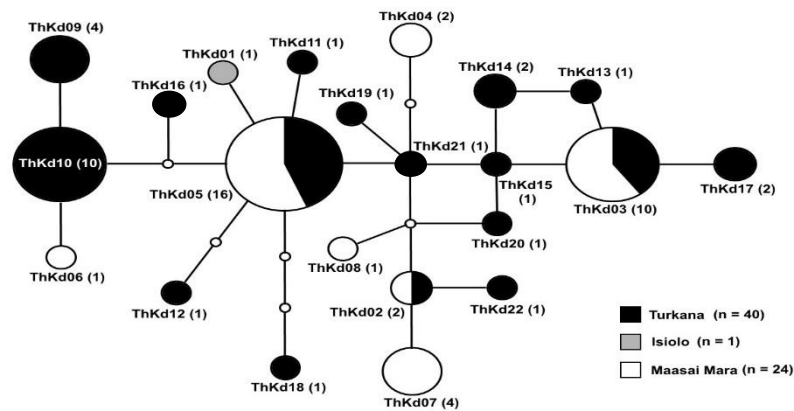 ThKd09 (4)
ThKd04 (2)
ThKd01 (1)
ThKd11 (1)
ThKd14 (2)
ThKd13 (1)
ThKd16 (1)
ThKd19 (1)
ThKd21 (1)
ThKd10 (10)
ThKd05 (16)
ThKd15
(1)
ThKd03 (10)
ThKd17 (2)
ThKd20 (1)
ThKd06 (1)
ThKd08 (1)
ThKd12 (1)
ThKd02 (2)
ThKd22 (1)
ThKd18 (1)
ThKd07 (4)
Turkana (n = 40)
Isiolo (n = 1)
Maasai Mara (n = 24)